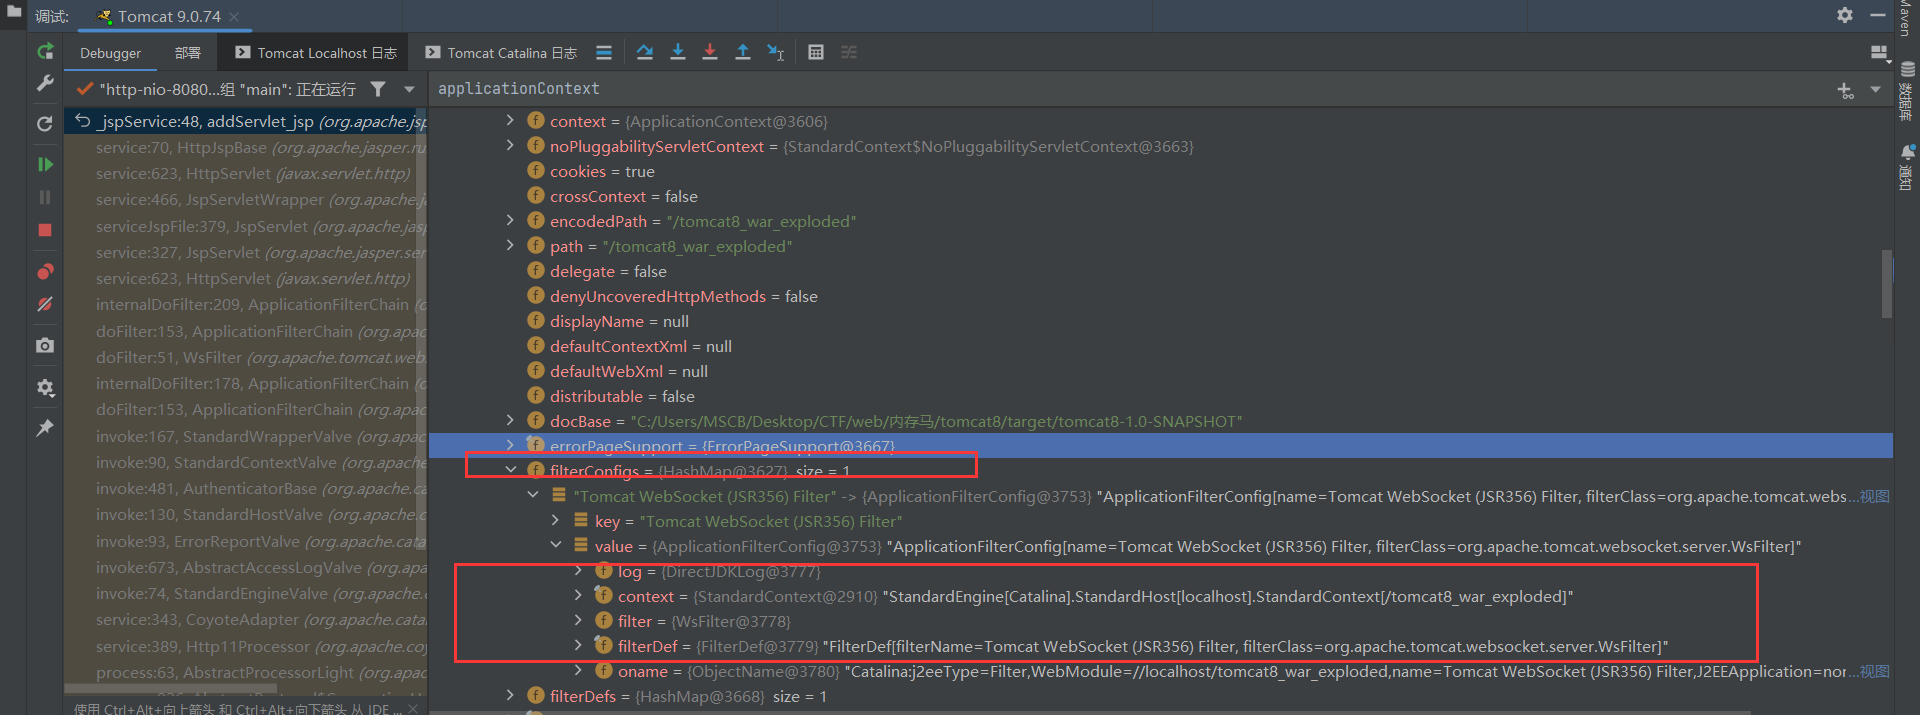 调试: Tomcat 9.0.74
Maven
Debugger 部署 Tomcat Localhost 日志 Tomcat Catalina 日志
"http-nio-8080...组 "main": 正在运行
applicationContext
数据库
通知
_jspService:48, addServlet_jsp (org.apache.jsp
service:70, HttpJspBase (org.apache.jasper.ru
service:623, HttpServlet (javax.servlet.http)
service:466, JspServletWrapper (org.apache.ja
serviceJspFile:379, JspServlet (org.apache.jas
service:327, JspServlet (org.apache.jasper.ser
service:623, HttpServlet (javax.servlet.http)
internalDoFilter:209, ApplicationFilterChain (o
doFilter:153, ApplicationFilterChain (org.apac
doFilter:51, WsFilter (org.apache.tomcat.web
internalDoFilter:178, ApplicationFilterChain (o
doFilter:153, ApplicationFilterChain (org.apac
invoke:167, StandardWrapperValve (org.apac
invoke:90, StandardContextValve (org.apache
invoke:481, AuthenticatorBase (org.apache.c
invoke:130, StandardHostValve (org.apache.c
invoke:93, ErrorReportValve (org.apache.cata
invoke:673, AbstractAccessLogValve (org.apa
invoke:74, StandardEngineValve (org.apache
service:343, CoyoteAdapter (org.apache.catal
service:389, Http11Processor (org.apache.coy
process:63, AbstractProcessorLight (org.apac
使用 Ctrl+Alt+向上箭头 和 Ctrl+Alt+向下箭头 从 IDE ...
context = {ApplicationContext@3606}
noPluggabilityServletContext = {StandardContext$NoPluggabilityServletContext@3663}
cookies = true
crossContext = false
encodedPath = "/tomcat8_war_exploded"
path = "/tomcat8_war_exploded"
delegate = false
denyUncoveredHttpMethods = false
displayName = null
defaultContextXml = null
defaultWebXml = null
distributable = false
docBase = "C:/Users/MSCB/Desktop/CTF/web/内存马/tomcat8/target/tomcat8-1.0-SNAPSHOT"
errorPageSupport = {ErrorPageSupport@3667}
filterConfigs = {HashMap@3627} size = 1
"Tomcat WebSocket (JSR356) Filter" -> {ApplicationFilterConfig@3753} "ApplicationFilterConfig[name=Tomcat WebSocket (JSR356) Filter, filterClass=org.apache.tomcat.webs...视图
key = "Tomcat WebSocket (JSR356) Filter"
value = {ApplicationFilterConfig@3753} "ApplicationFilterConfig[name=Tomcat WebSocket (JSR356) Filter, filterClass=org.apache.tomcat.websocket.server.WsFilter]"
log = {DirectJDKLog@3777}
context = {StandardContext@2910} "StandardEngine[Catalina].StandardHost[localhost].StandardContext[/tomcat8_war_exploded]"
filter = {WsFilter@3778}
filterDef = {FilterDef@3779} "FilterDef[filterName=Tomcat WebSocket (JSR356) Filter, filterClass=org.apache.tomcat.websocket.server.WsFilter]"
oname = {ObjectName@3780} "Catalina:j2eeType=Filter,WebModule=//localhost/tomcat8_war_exploded,name=Tomcat WebSocket (JSR356) Filter,J2EEApplication=nor...视图
filterDefs = {HashMap@3668} size = 1